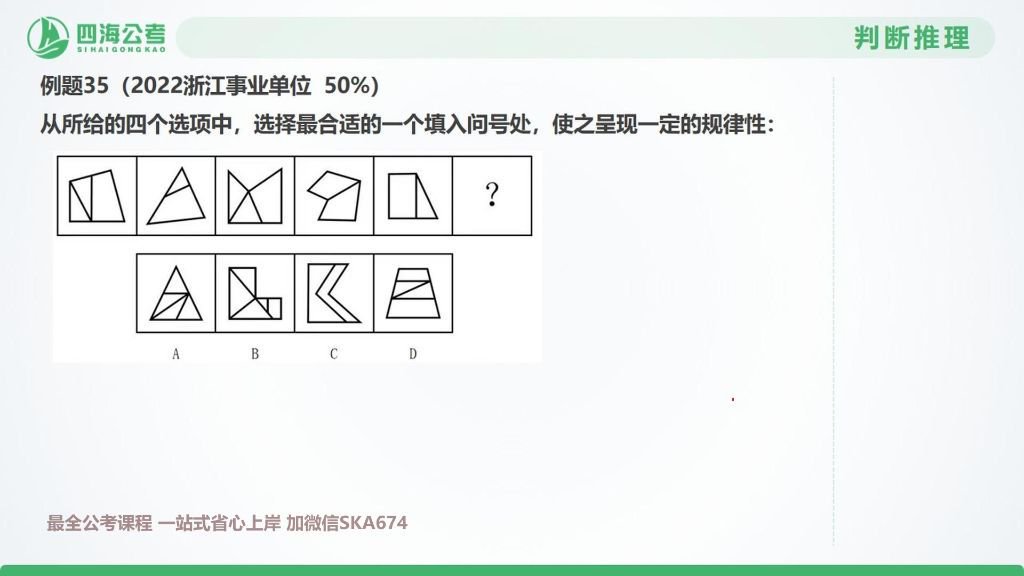 四海公考
SIHAIGONGKAO
判断推理
例题35（2022浙江事业单位 50%）
从所给的四个选项中，选择最合适的一个填入问号处，使之呈现一定的规律性：
？
A B C D
最全公考课程 一站式省心上岸 加微信SKA674